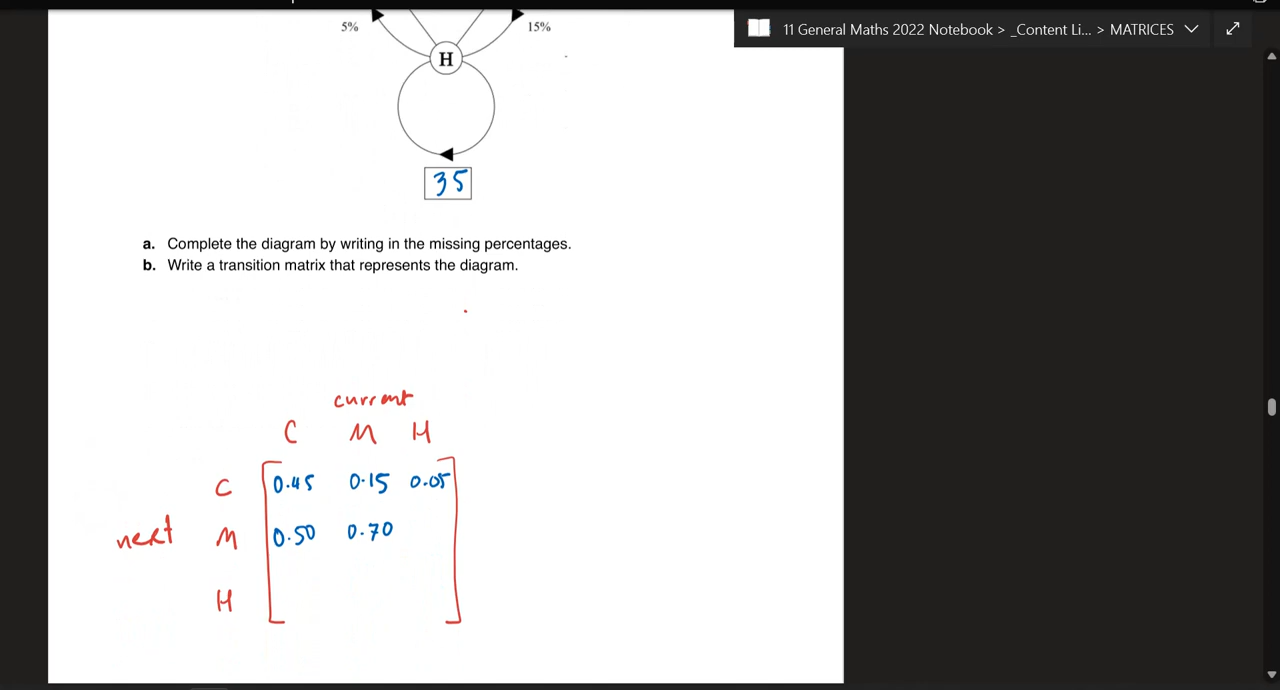 5%
15%
11 General Maths 2022 Notebook > _Content Li... > MATRICES
H
35
a. Complete the diagram by writing in the missing percentages.
b. Write a transition matrix that represents the diagram.
current
C M H
C 0.45 0.15 0.05
next M 0.50 0.70
H